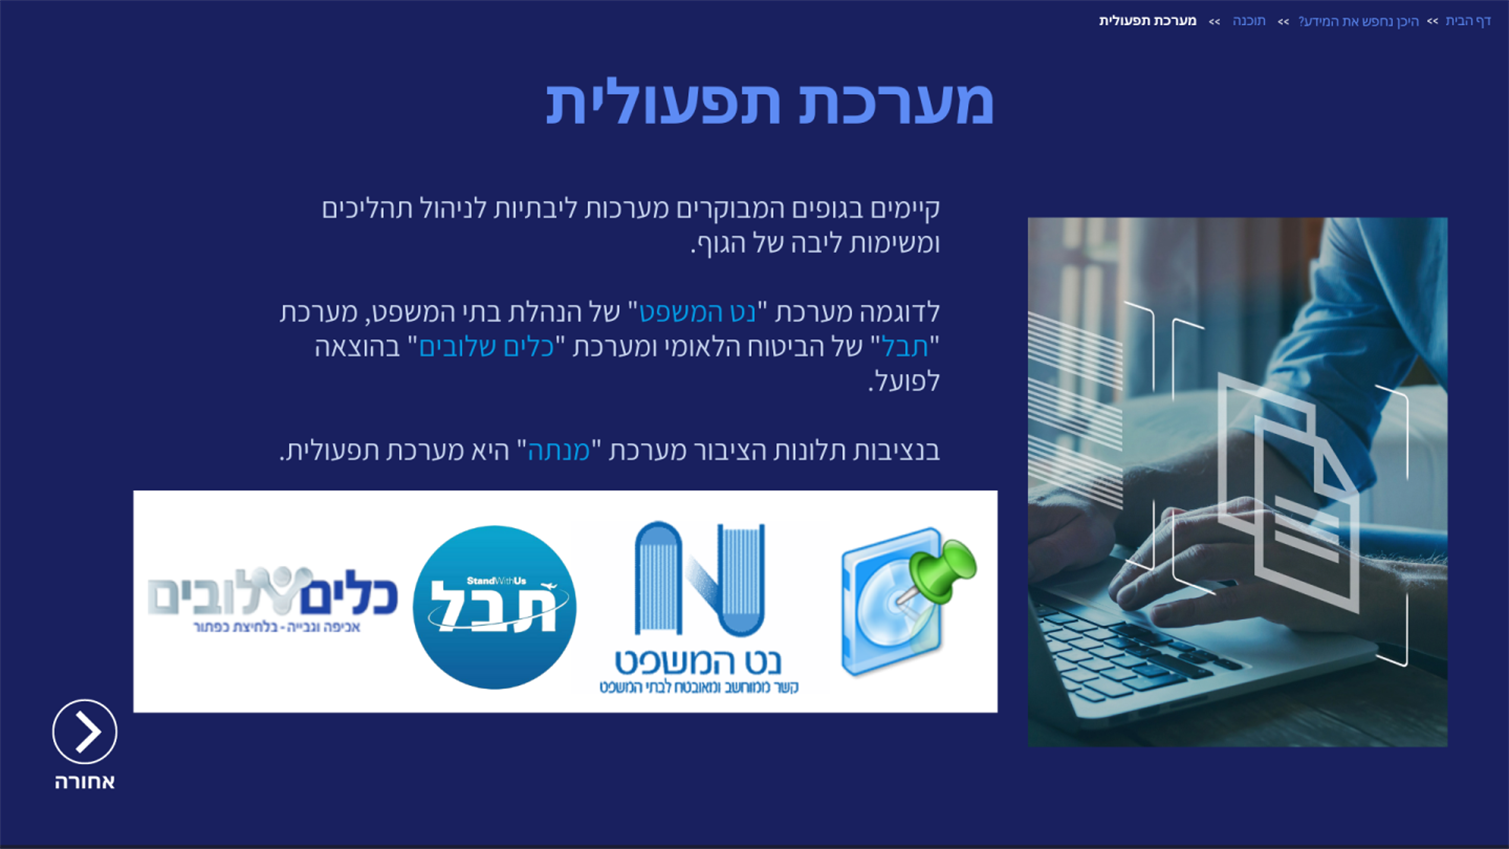 דף הבית >> היכן נחפש את המידע? >> תוכנה >> מערכת תפעולית
מערכת תפעולית
קיימים בגופים המבוקרים מערכות ליבתיות לניהול תהליכים
ומשימות ליבה של הגוף.
לדוגמה מערכת "נט המשפט" של הנהלת בתי המשפט, מערכת
"תבל" של הביטוח הלאומי ומערכת "כלים שלובים" בהוצאה
לפועל.
בנציבות תלונות הציבור מערכת "מנתה" היא מערכת תפעולית.
נט המשפט
קשר ממוחשב ומאובטח לבתי המשפט
StandWithUs
תבל
כלים שלובים
אכיפה וגבייה - בלחיצת כפתור
אחורה